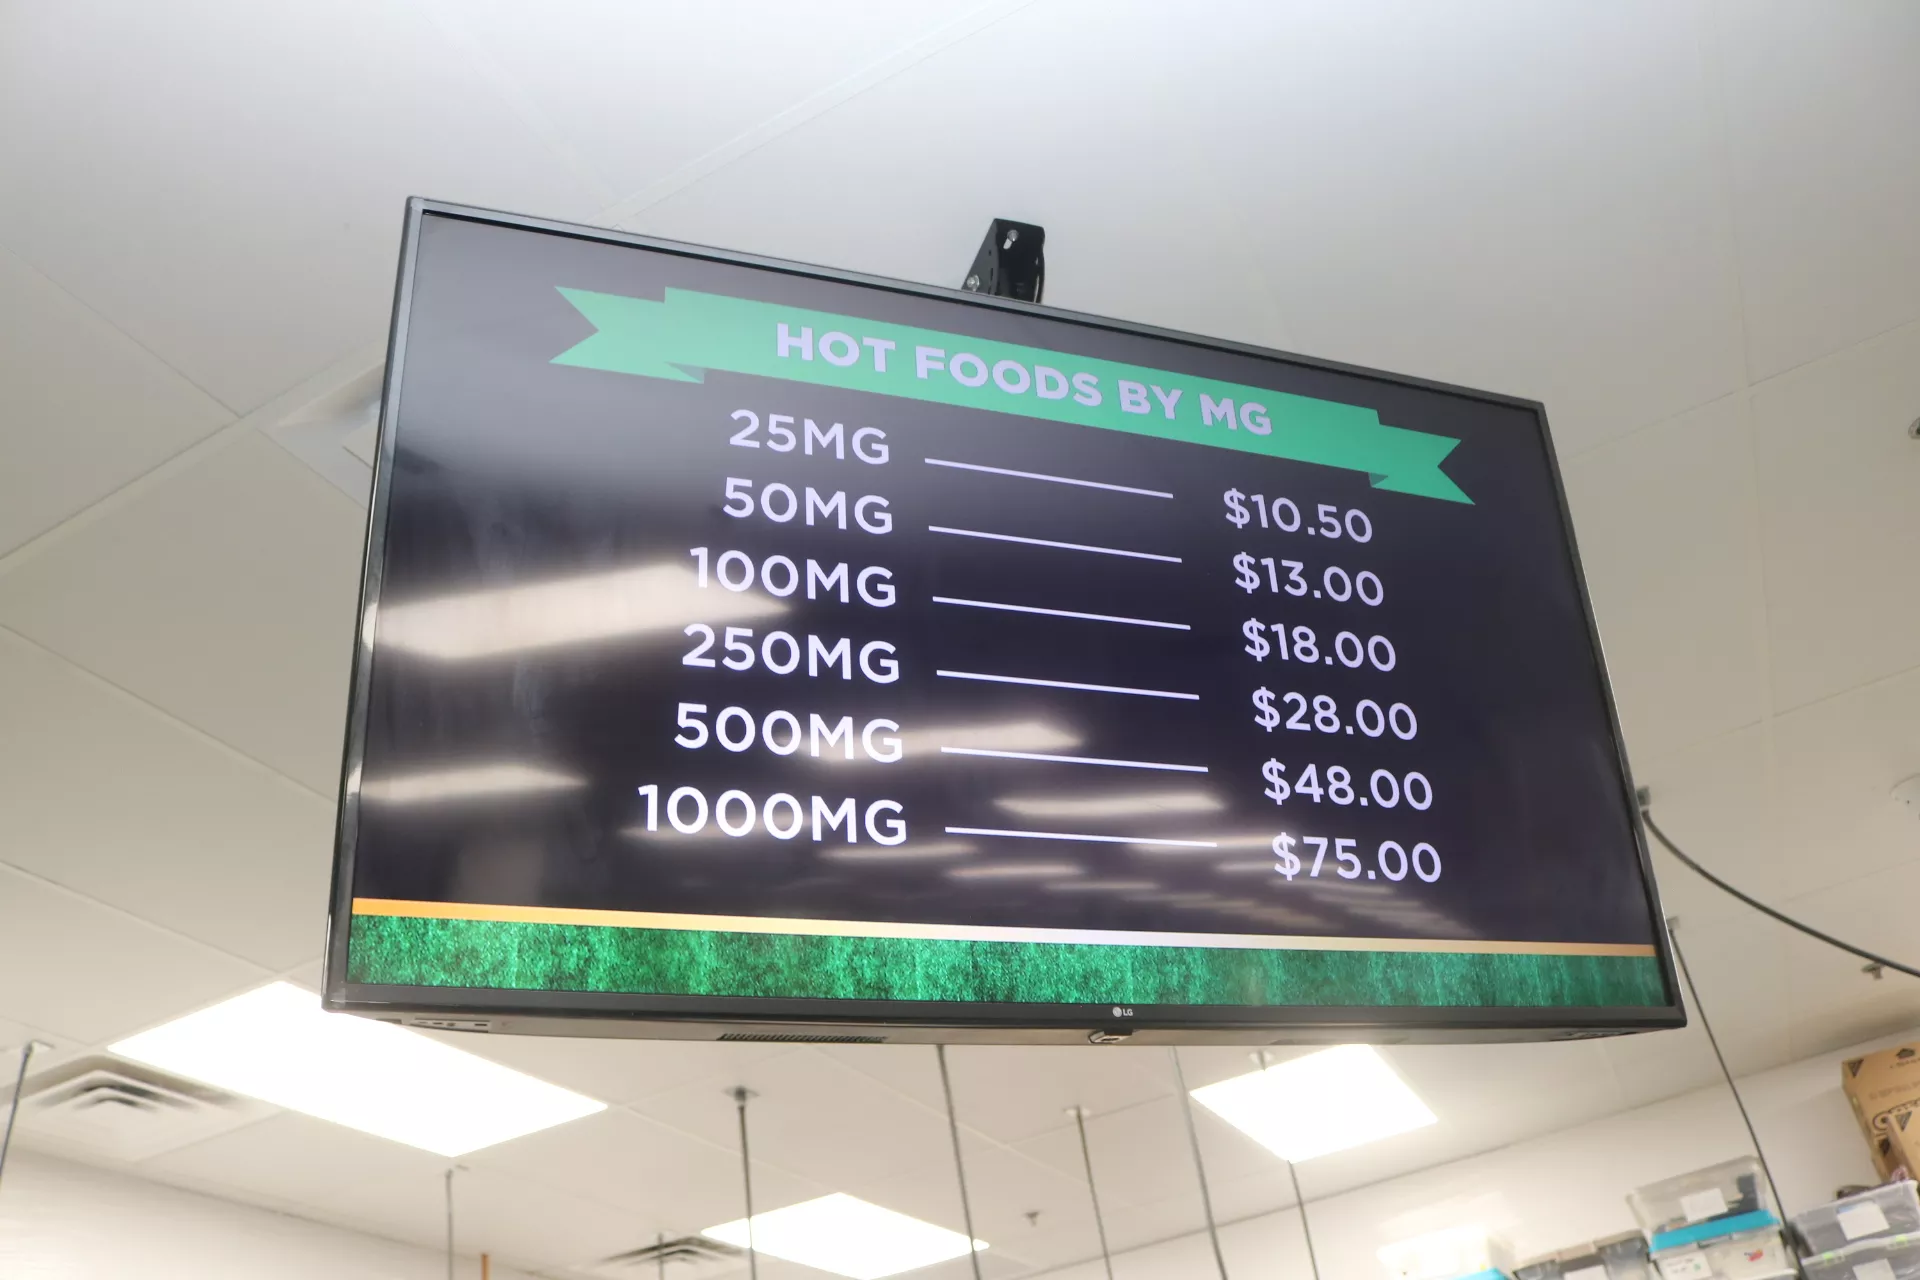 HOT FOODS BY MG
25MG $10.50
50MG $13.00
100MG $18.00
250MG $28.00
500MG $48.00
1000MG $75.00
LG